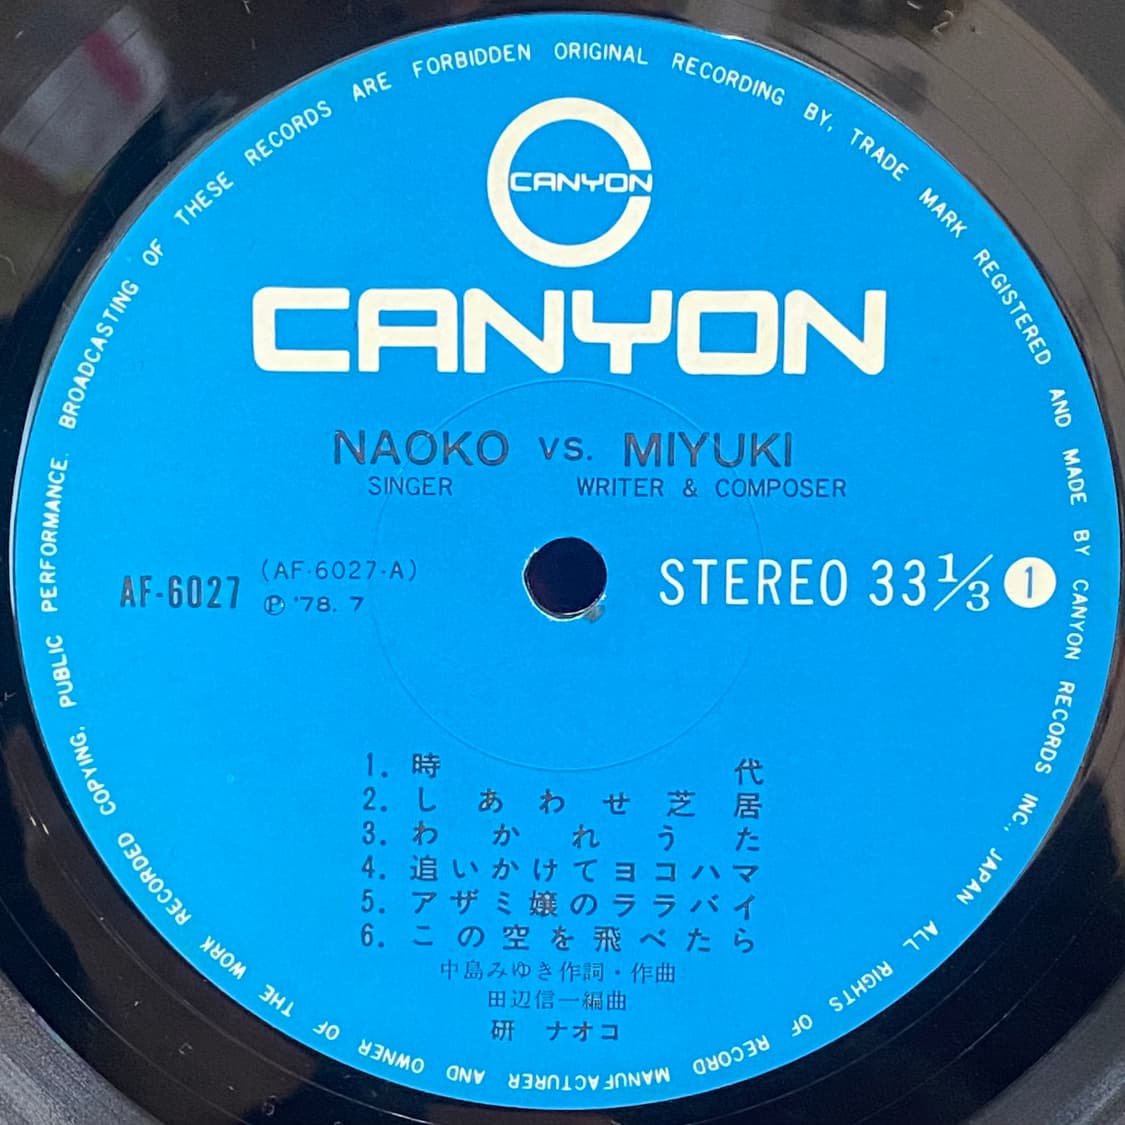 BROADCASTING OF THESE RECORDS ARE FORBIDDEN ORIGINAL RECORDING BY, TRADE MARK REGISTERED AND MADE BY CANYON RECORDS INC., JAPAN ALL RIGHTS OF RECORD MANUFACTURER AND OWNER OF THE WORK RECORDED COPYING, PUBLIC PERFORMANCE.
CANYON
CANYON
NAOKO vs. MIYUKI
SINGER WRITER & COMPOSER
AF-6027 (AF-6027-A)
℗ '78. 7
STEREO 33 1/3 1
1. 時代
2. しあわせ芝居
3. わかれうた
4. 追いかけてヨコハマ
5. アザミ嬢のララバイ
6. この空を飛べたら
中島みゆき作詞・作曲
田辺信一編曲
研 ナオコ